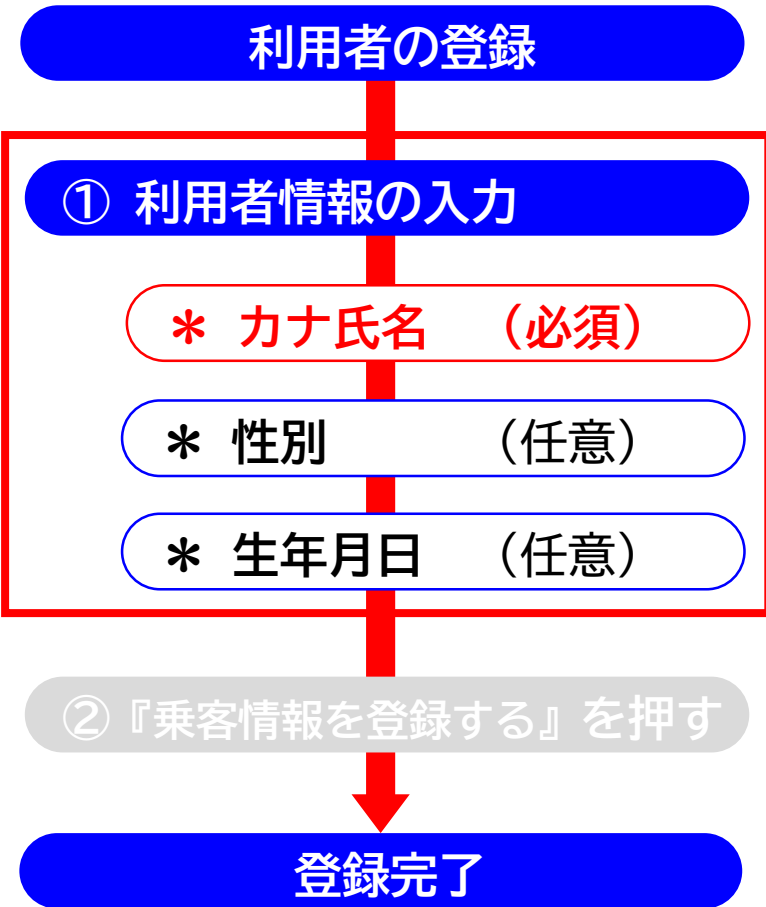 利用者の登録
① 利用者情報の入力
＊ カナ氏名 （必須）
＊ 性別 （任意）
＊ 生年月日 （任意）
②『乗客情報を登録する』を押す
登録完了